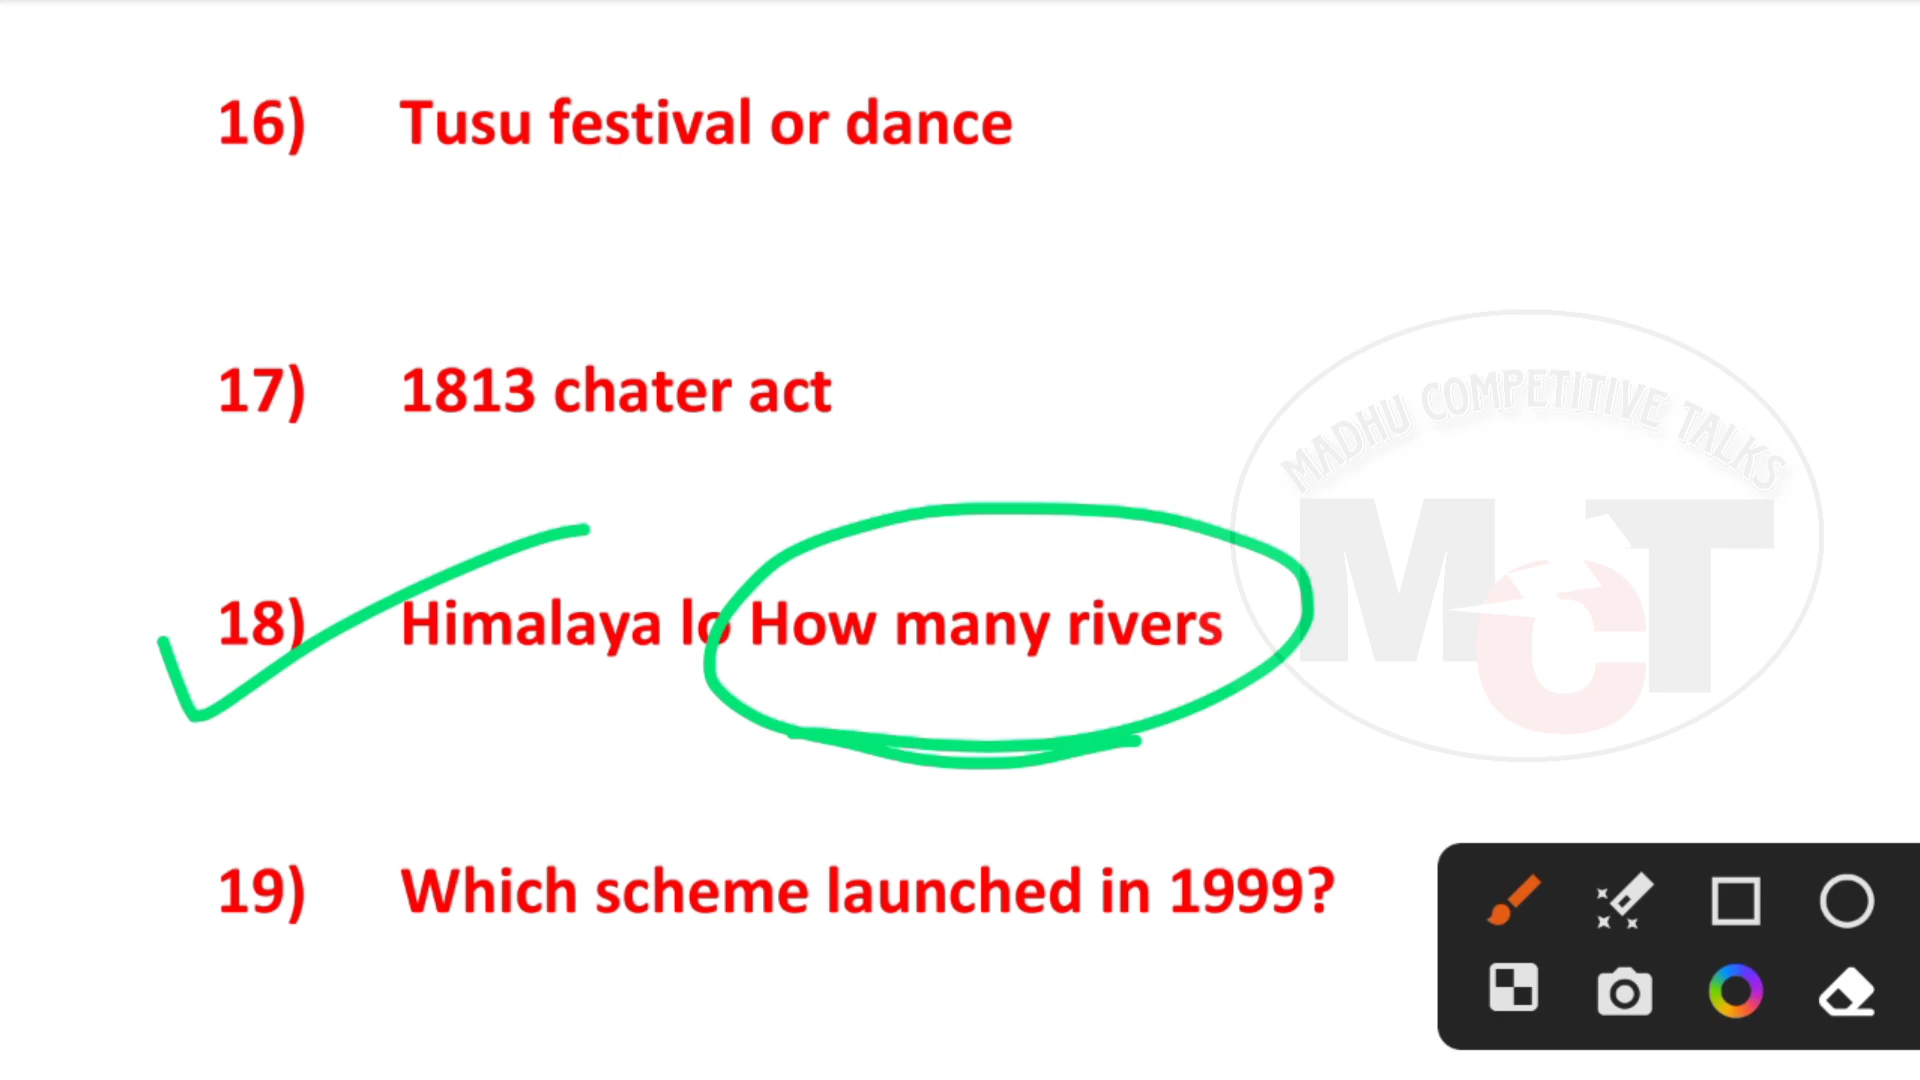 16) Tusu festival or dance
17) 1813 chater act
MADHU COMPETITIVE TALKS
MCT
18) Himalaya lo How many rivers
19) Which scheme launched in 1999?